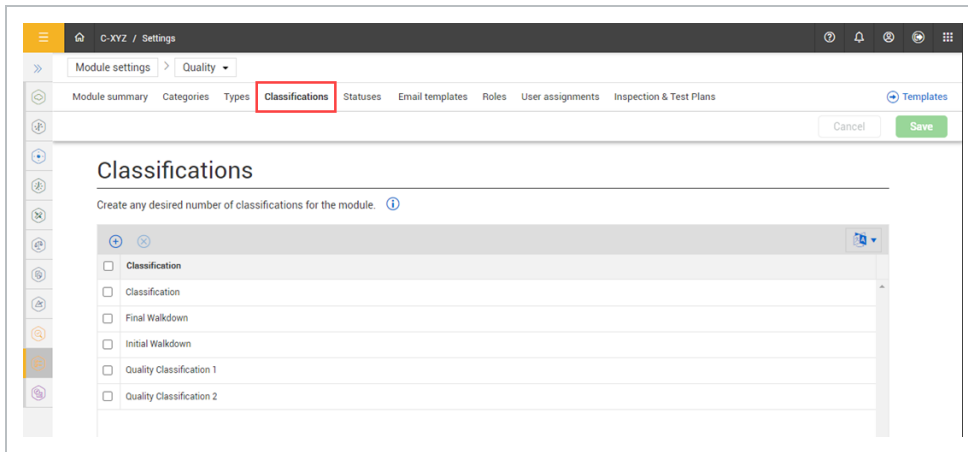 C-XYZ / Settings
Module settings > Quality
Module summary Categories Types Classifications Statuses Email templates Roles User assignments Inspection & Test Plans Templates
Cancel Save
Classifications
Create any desired number of classifications for the module.
Classification
Classification
Final Walkdown
Initial Walkdown
Quality Classification 1
Quality Classification 2